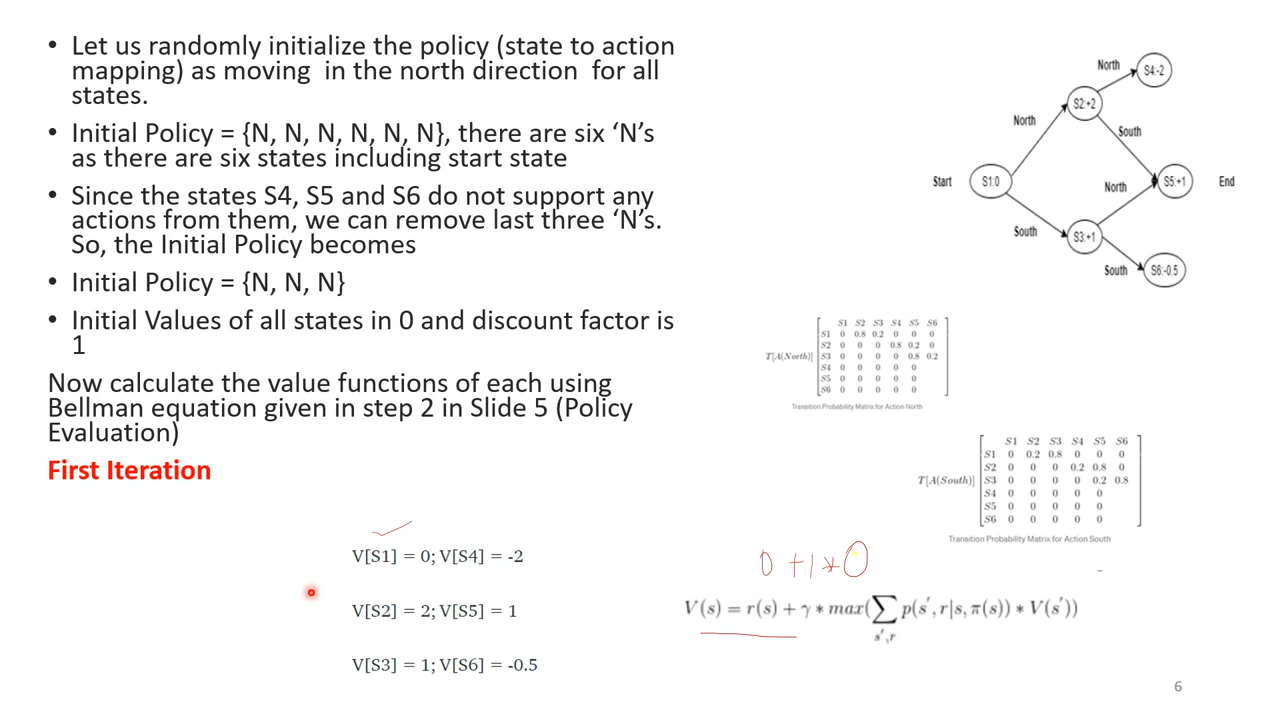 • Let us randomly initialize the policy (state to action
mapping) as moving in the north direction for all
states.
• Initial Policy = {N, N, N, N, N, N}, there are six ‘N’s
as there are six states including start state
• Since the states S4, S5 and S6 do not support any
actions from them, we can remove last three ‘N’s.
So, the Initial Policy becomes
• Initial Policy = {N, N, N}
• Initial Values of all states in 0 and discount factor is
1
Now calculate the value functions of each using
Bellman equation given in step 2 in Slide 5 (Policy
Evaluation)
First Iteration
V[S1] = 0; V[S4] = -2
V[S2] = 2; V[S5] = 1
V[S3] = 1; V[S6] = -0.5
North
S4:-2
S2:+2
North
South
Start
S1:0
North
S5:+1
End
South
S3:+1
South
S6:-0.5
S1 S2 S3 S4 S5 S6
S1 0 0.8 0.2 0 0 0
S2 0 0 0 0.8 0.2 0
T[A(North)] S3 0 0 0 0 0.8 0.2
S4 0 0 0 0 0
S5 0 0 0 0 0
S6 0 0 0 0 0
Transition Probability Matrix for Action North
S1 S2 S3 S4 S5 S6
S1 0 0.2 0.8 0 0 0
S2 0 0 0 0.2 0.8 0
T[A(South)] S3 0 0 0 0 0.2 0.8
S4 0 0 0 0 0
S5 0 0 0 0 0
S6 0 0 0 0 0
Transition Probability Matrix for Action South
0 + 1 * 0
V(s) = r(s) + γ * max(∑ p(s′, r|s, π(s)) * V(s′))
s′,r
6